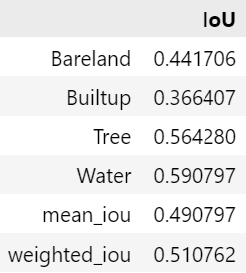 IoU
Bareland 0.441706
Builtup 0.366407
Tree 0.564280
Water 0.590797
mean_iou 0.490797
weighted_iou 0.510762